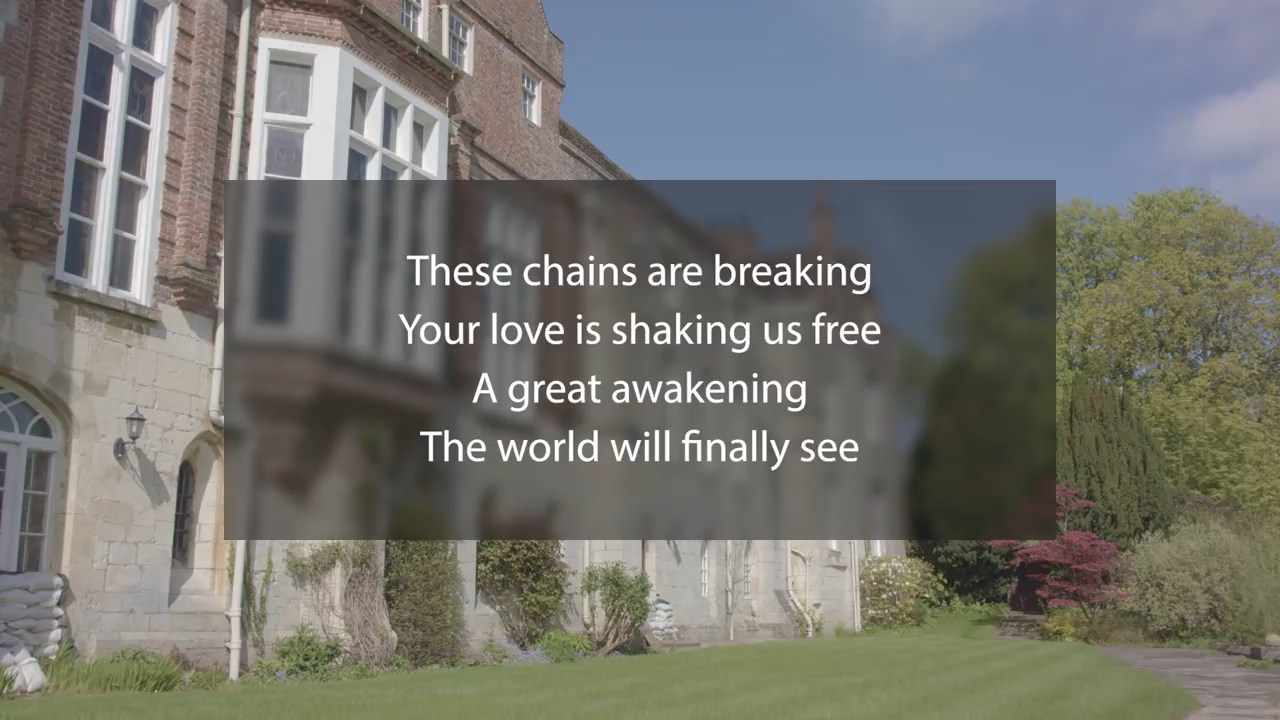 These chains are breaking
Your love is shaking us free
A great awakening
The world will finally see